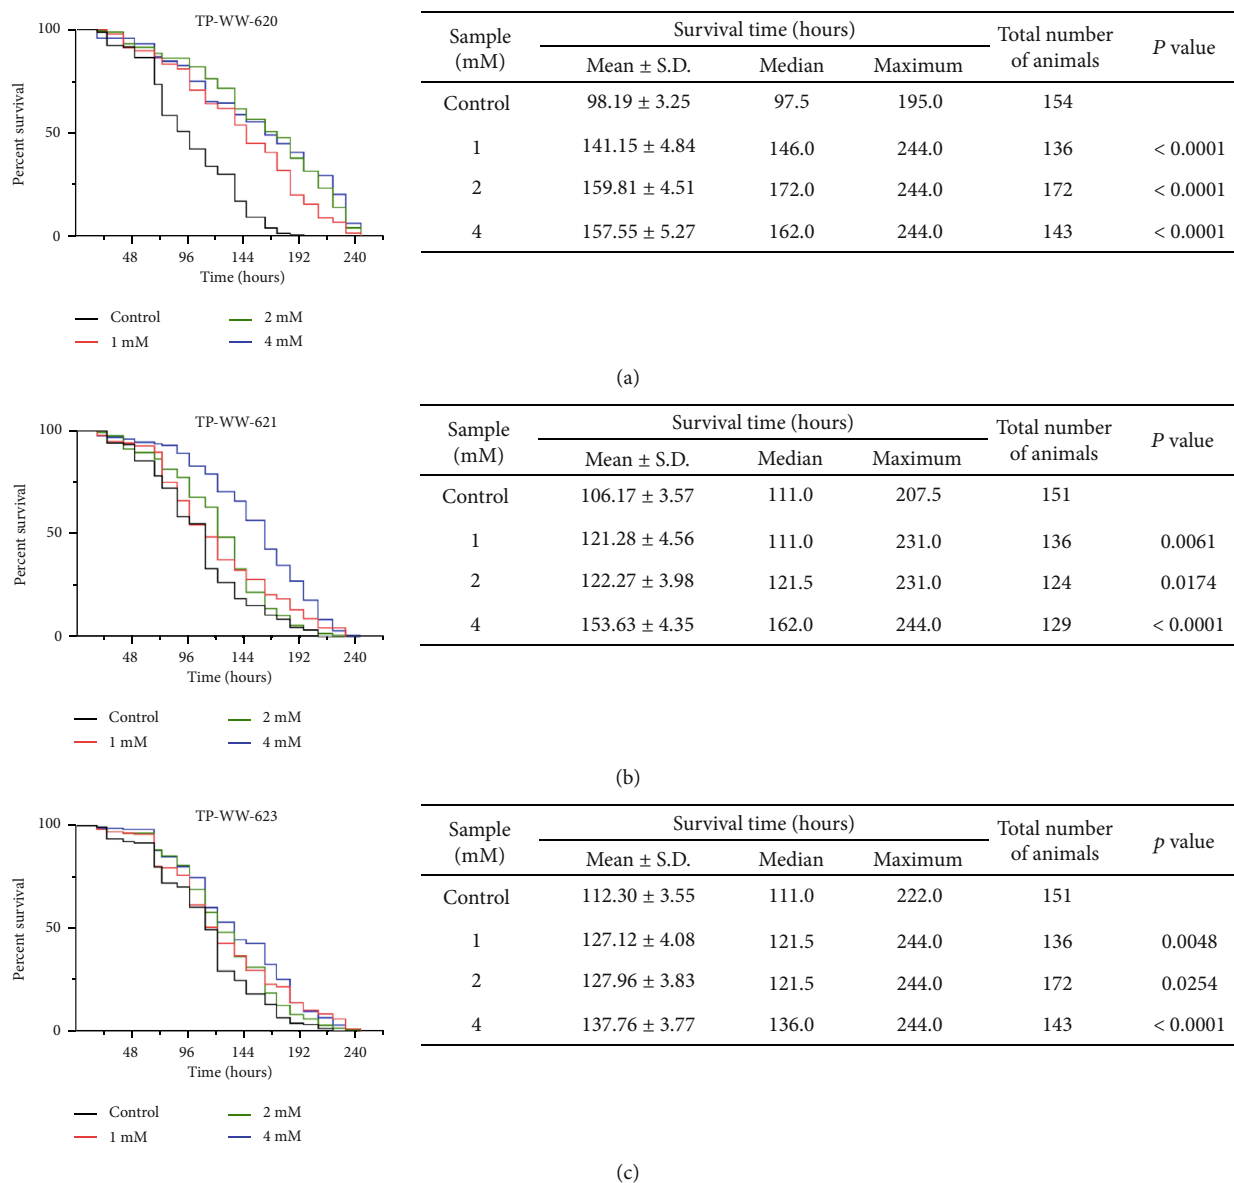 TP-WW-620
Percent survival
100
50
0
48 96 144 192 240
Time (hours)
Control 2 mM
1 mM 4 mM
Sample (mM) Survival time (hours) Total number of animals P value
Mean ± S.D. Median Maximum
Control 98.19 ± 3.25 97.5 195.0 154
1 141.15 ± 4.84 146.0 244.0 136 < 0.0001
2 159.81 ± 4.51 172.0 244.0 172 < 0.0001
4 157.55 ± 5.27 162.0 244.0 143 < 0.0001
(a)
TP-WW-621
Percent survival
100
50
0
48 96 144 192 240
Time (hours)
Control 2 mM
1 mM 4 mM
Sample (mM) Survival time (hours) Total number of animals P value
Mean ± S.D. Median Maximum
Control 106.17 ± 3.57 111.0 207.5 151
1 121.28 ± 4.56 111.0 231.0 136 0.0061
2 122.27 ± 3.98 121.5 231.0 124 0.0174
4 153.63 ± 4.35 162.0 244.0 129 < 0.0001
(b)
TP-WW-623
Percent survival
100
50
0
48 96 144 192 240
Time (hours)
Control 2 mM
1 mM 4 mM
Sample (mM) Survival time (hours) Total number of animals p value
Mean ± S.D. Median Maximum
Control 112.30 ± 3.55 111.0 222.0 151
1 127.12 ± 4.08 121.5 244.0 136 0.0048
2 127.96 ± 3.83 121.5 244.0 172 0.0254
4 137.76 ± 3.77 136.0 244.0 143 < 0.0001
(c)